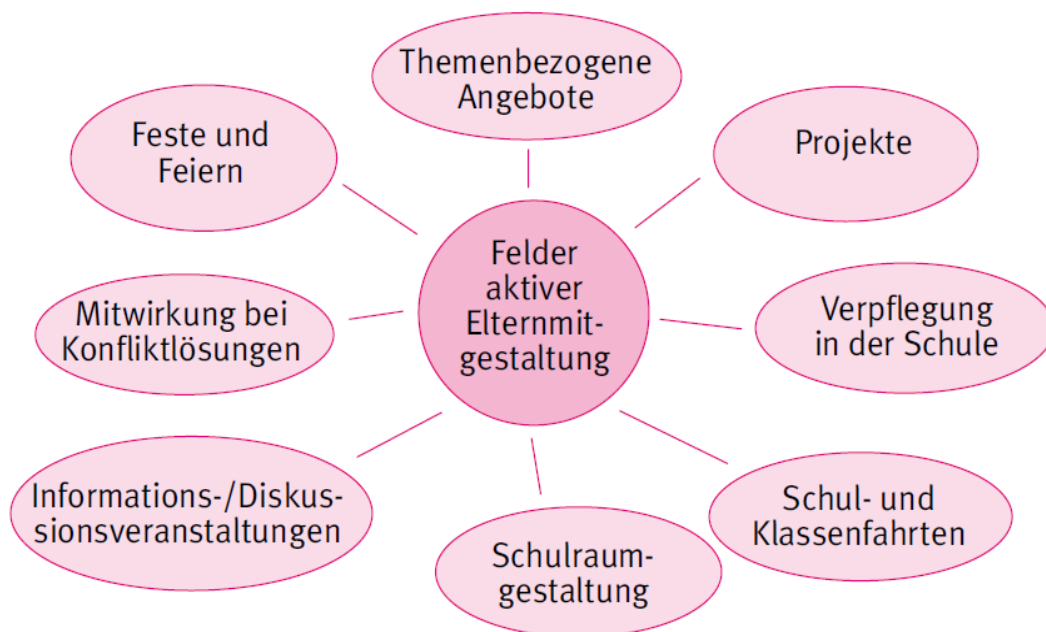 Themenbezogene
Angebote
Feste und
Feiern
Projekte
Felder
aktiver
Elternmit-
gestaltung
Mitwirkung bei
Konfliktlösungen
Verpflegung
in der Schule
Informations-/Diskus-
sionsveranstaltungen
Schul- und
Klassenfahrten
Schulraum-
gestaltung